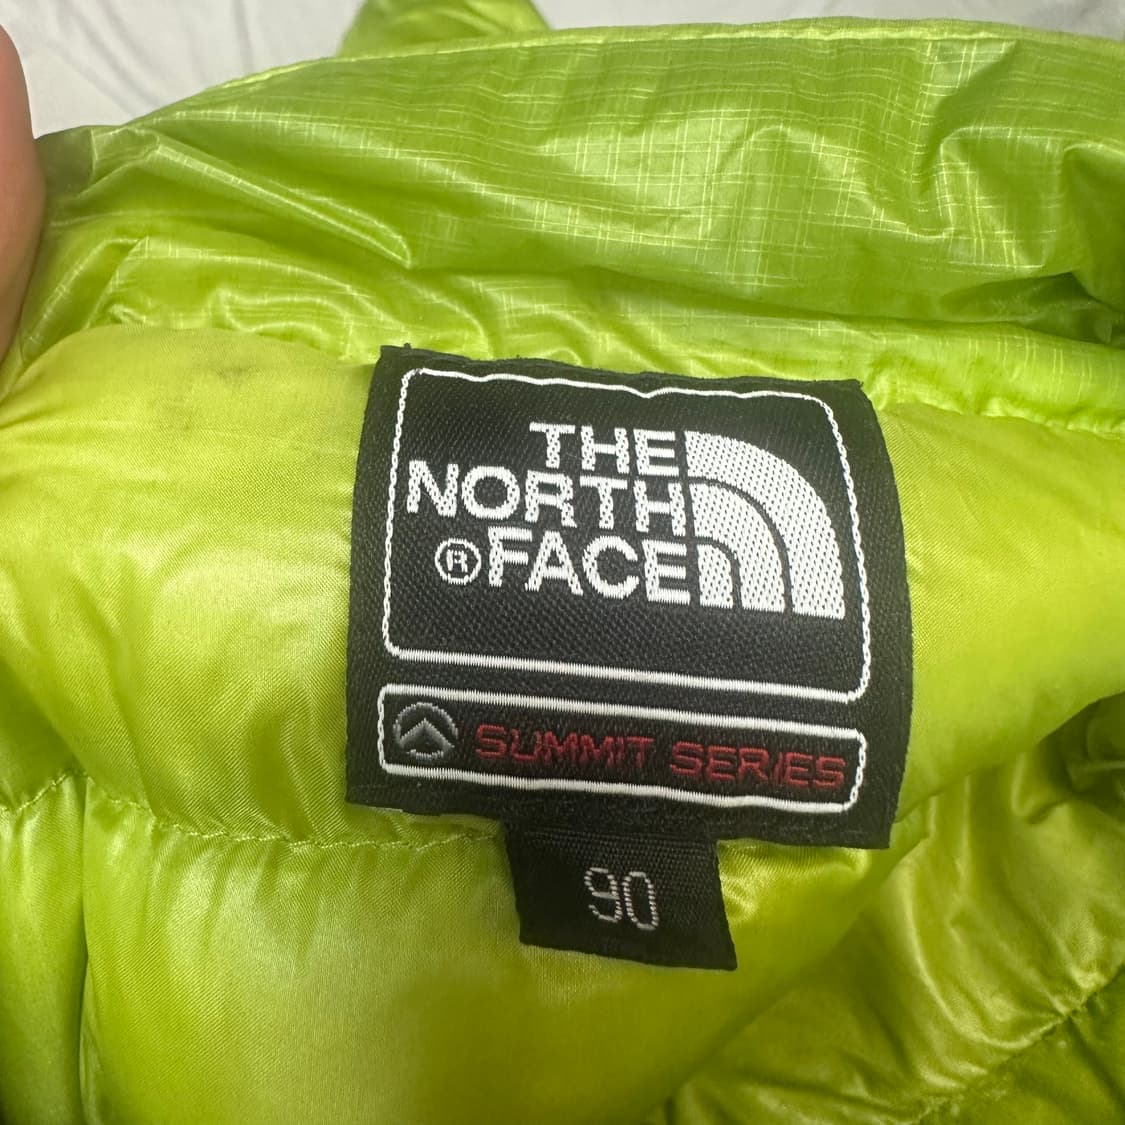 THE
NORTH
®FACE
SUMMIT SERIES
90